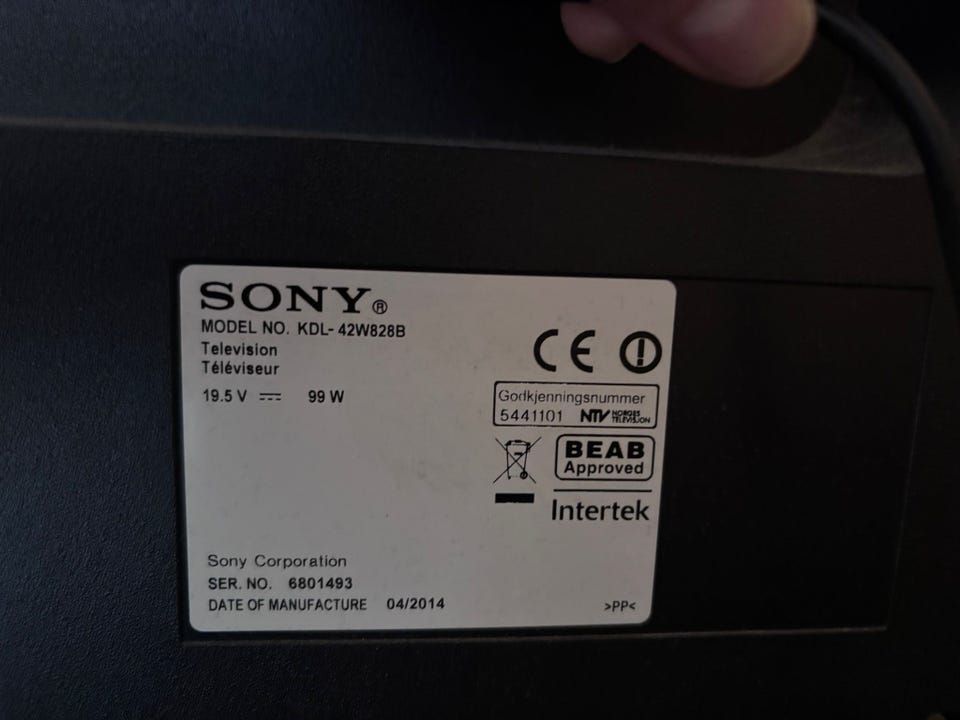 SONY®
MODEL NO. KDL-42W828B
Television
Téléviseur
19.5 V ⎓ 99 W
CE
Godkjenningsnummer
5441101 NTV NORGES TELEVISJON
BEAB
Approved
Intertek
Sony Corporation
SER. NO. 6801493
DATE OF MANUFACTURE 04/2014
>PP<